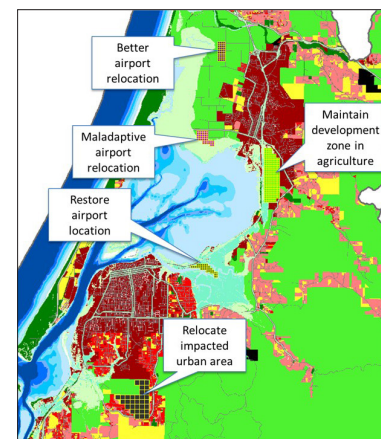 Better
airport
relocation
Maladaptive
airport
relocation
Maintain
development
zone in
agriculture
Restore
airport
location
Relocate
impacted
urban area